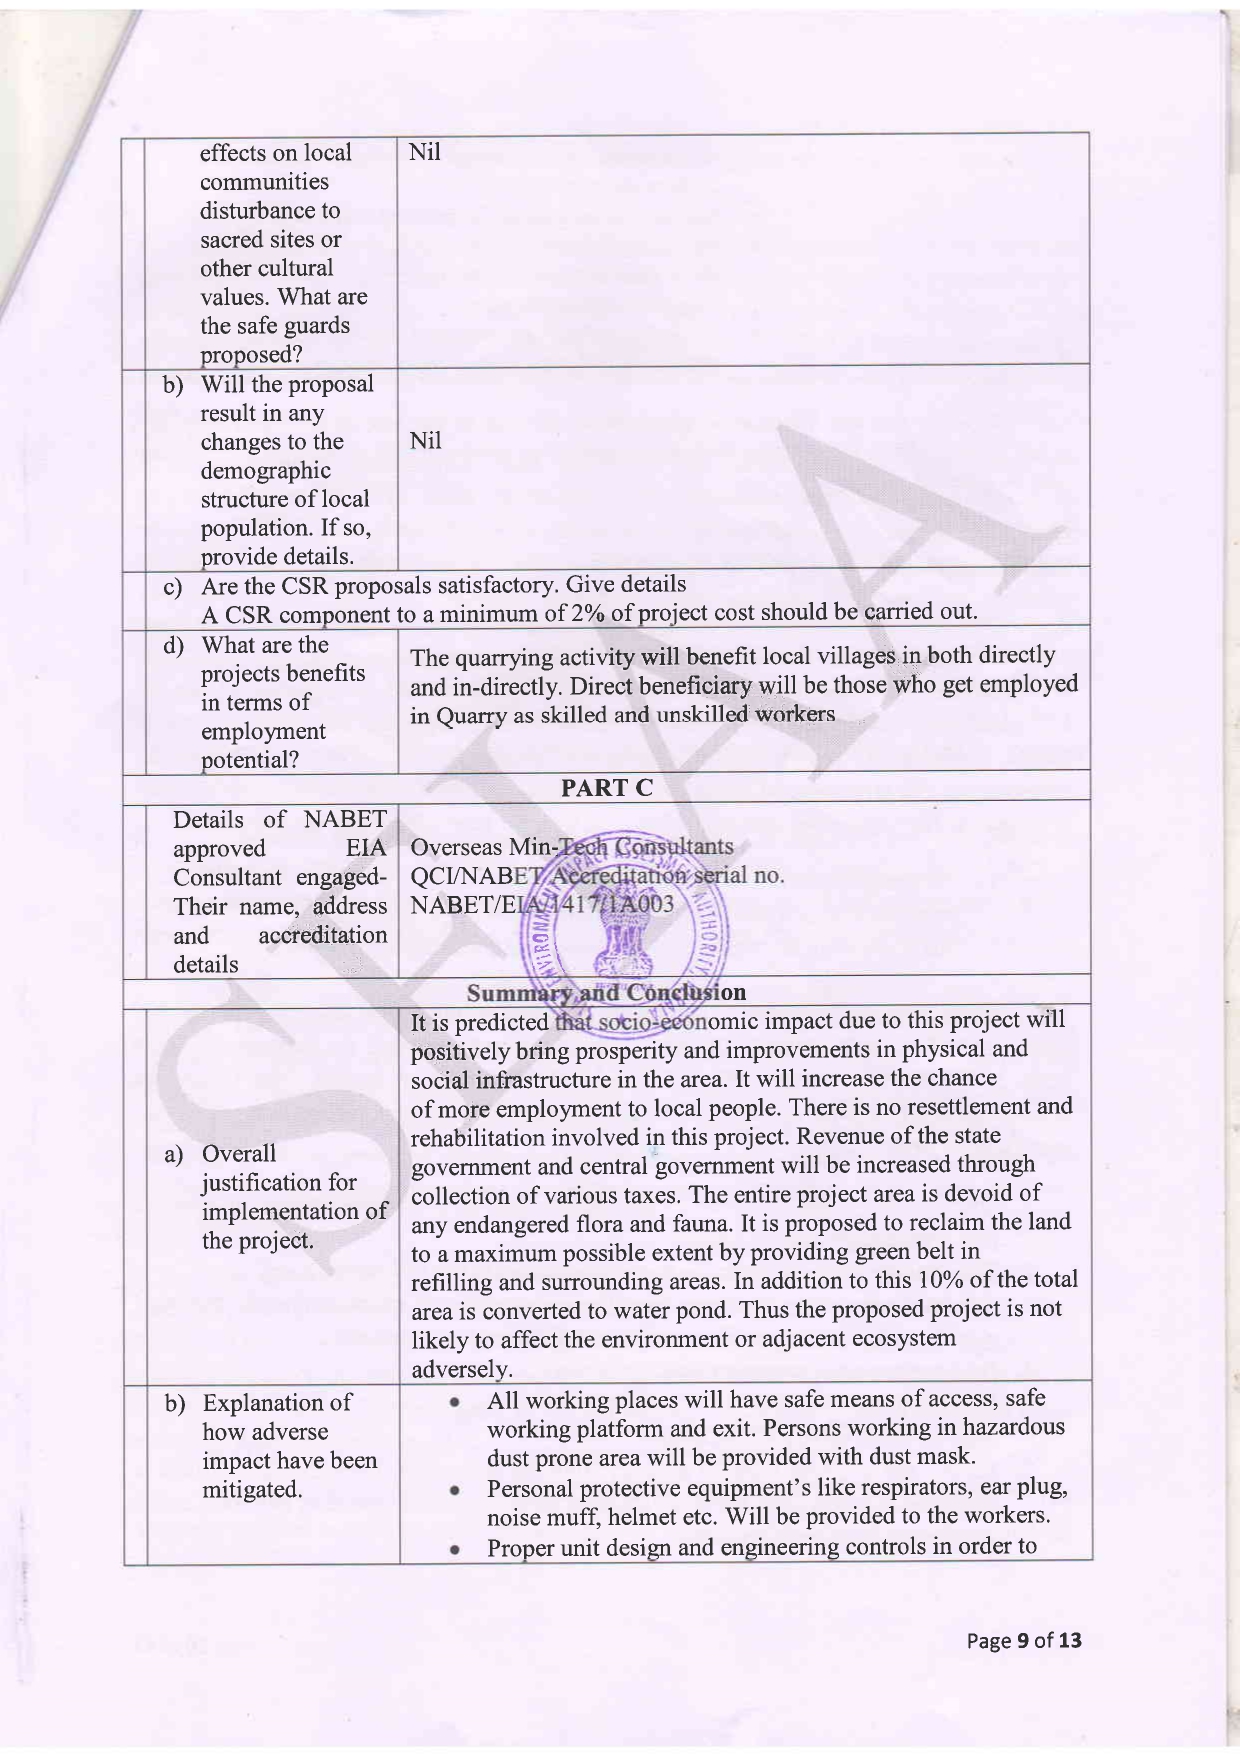 effects on local
communities
disturbance to
sacred sites or
other cultural
values. What are
the safe guards
proposed?
Nil
b) Will the proposal
result in any
changes to the
demographic
structure of local
population. If so,
provide details.
Nil
c) Are the CSR proposals satisfactory. Give details
A CSR component to a minimum of 2% of project cost should be carried out.
d) What are the
projects benefits
in terms of
employment
potential?
The quarrying activity will benefit local villages in both directly
and in-directly. Direct beneficiary will be those who get employed
in Quarry as skilled and unskilled workers
PART C
Details of NABET
approved EIA
Consultant engaged-
Their name, address
and accreditation
details
Overseas Min-Tech Consultants
QCI/NABET Accreditation serial no.
NABET/EIA/1417/1A003
Summary and Conclusion
a) Overall
justification for
implementation of
the project.
It is predicted that socio-economic impact due to this project will
positively bring prosperity and improvements in physical and
social infrastructure in the area. It will increase the chance
of more employment to local people. There is no resettlement and
rehabilitation involved in this project. Revenue of the state
government and central government will be increased through
collection of various taxes. The entire project area is devoid of
any endangered flora and fauna. It is proposed to reclaim the land
to a maximum possible extent by providing green belt in
refilling and surrounding areas. In addition to this 10% of the total
area is converted to water pond. Thus the proposed project is not
likely to affect the environment or adjacent ecosystem
adversely.
b) Explanation of
how adverse
impact have been
mitigated.
• All working places will have safe means of access, safe
working platform and exit. Persons working in hazardous
dust prone area will be provided with dust mask.
• Personal protective equipment's like respirators, ear plug,
noise muff, helmet etc. Will be provided to the workers.
• Proper unit design and engineering controls in order to
SEIAA
ENVIRONMENT IMPACT ASSESSMENT AUTHORITY,
Page 9 of 13